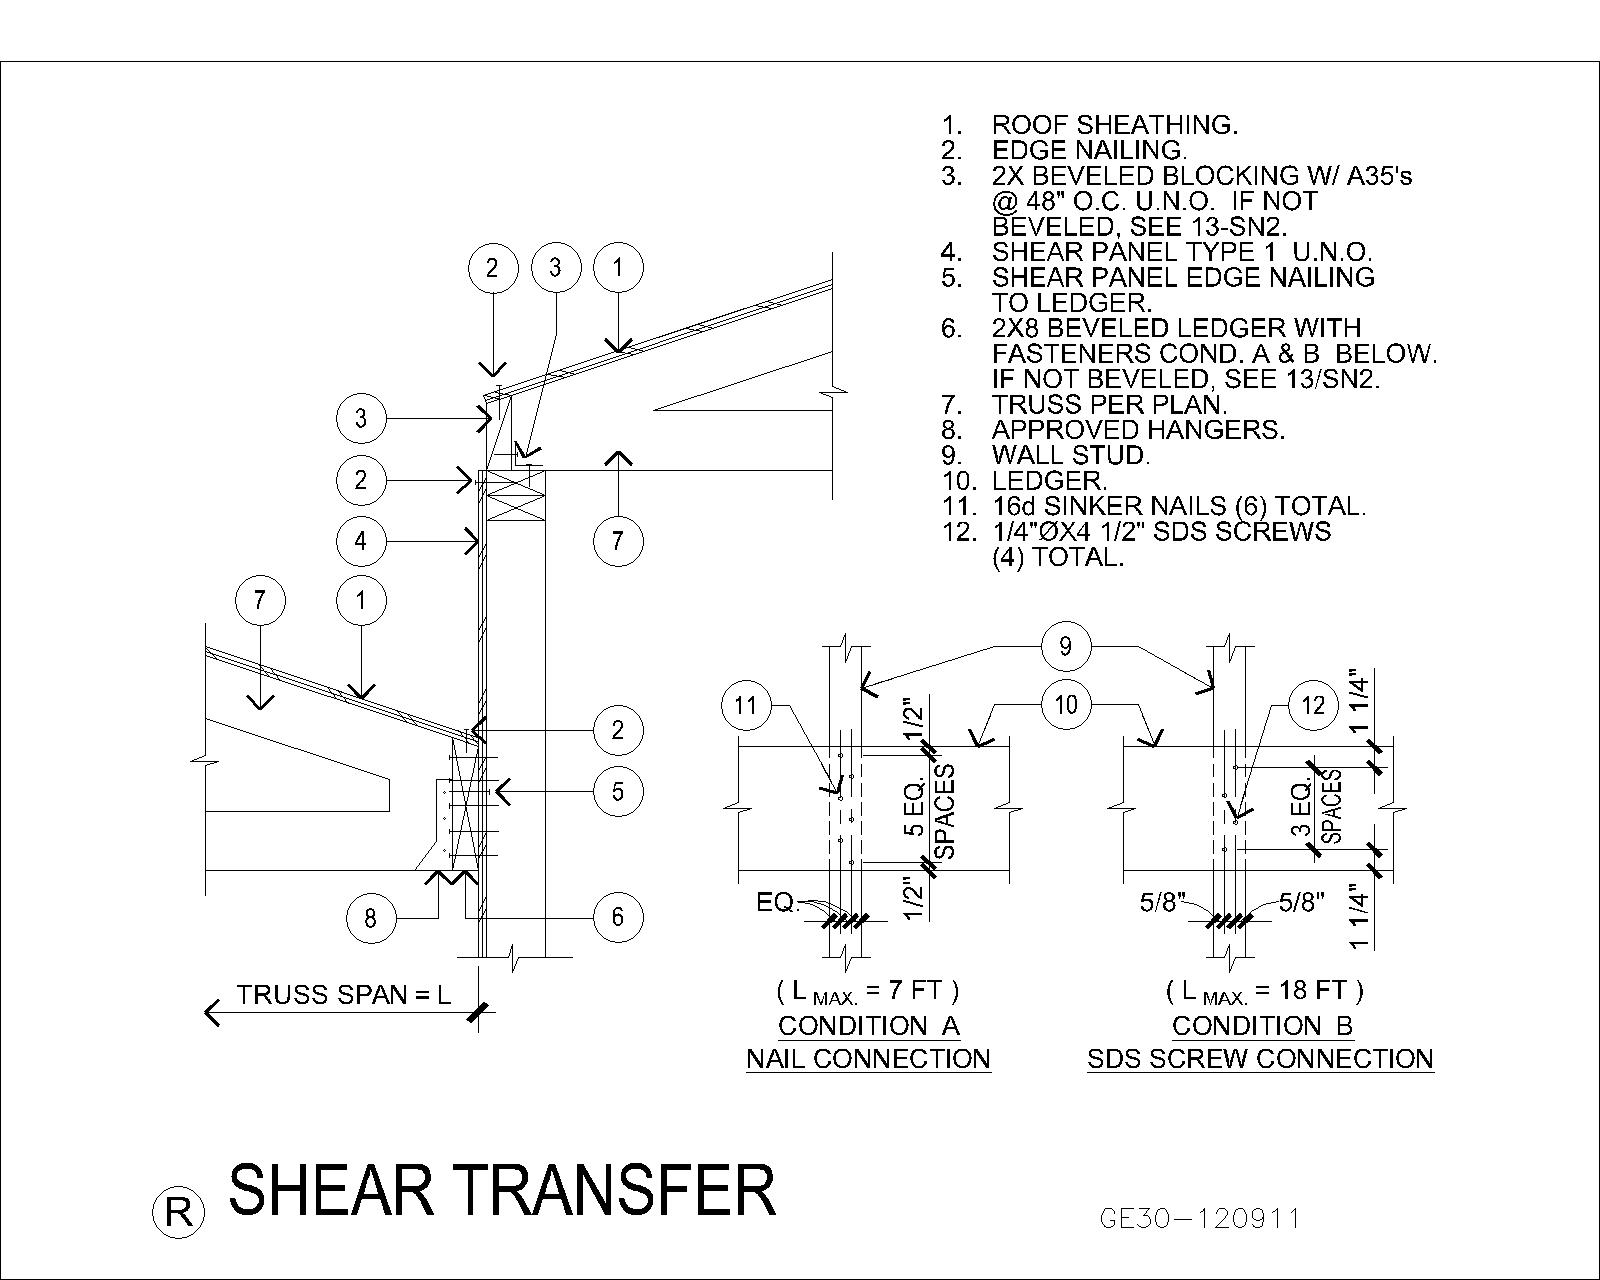 1. ROOF SHEATHING.
2. EDGE NAILING.
3. 2X BEVELED BLOCKING W/ A35's
@ 48" O.C. U.N.O. IF NOT
BEVELED, SEE 13-SN2.
4. SHEAR PANEL TYPE 1 U.N.O.
5. SHEAR PANEL EDGE NAILING
TO LEDGER.
6. 2X8 BEVELED LEDGER WITH
FASTENERS COND. A & B BELOW.
IF NOT BEVELED, SEE 13/SN2.
7. TRUSS PER PLAN.
8. APPROVED HANGERS.
9. WALL STUD.
10. LEDGER.
11. 16d SINKER NAILS (6) TOTAL.
12. 1/4"ØX4 1/2" SDS SCREWS
(4) TOTAL.
2 3 1
3
2
4
7
7
1
2
5
8
6
TRUSS SPAN = L
9
11
10
12
1/2"
5 EQ.
SPACES
1/2"
EQ.
1 1/4"
3 EQ.
SPACES
1 1/4"
5/8"
5/8"
( L MAX. = 7 FT )
CONDITION A
NAIL CONNECTION
( L MAX. = 18 FT )
CONDITION B
SDS SCREW CONNECTION
R SHEAR TRANSFER
GE30-120911